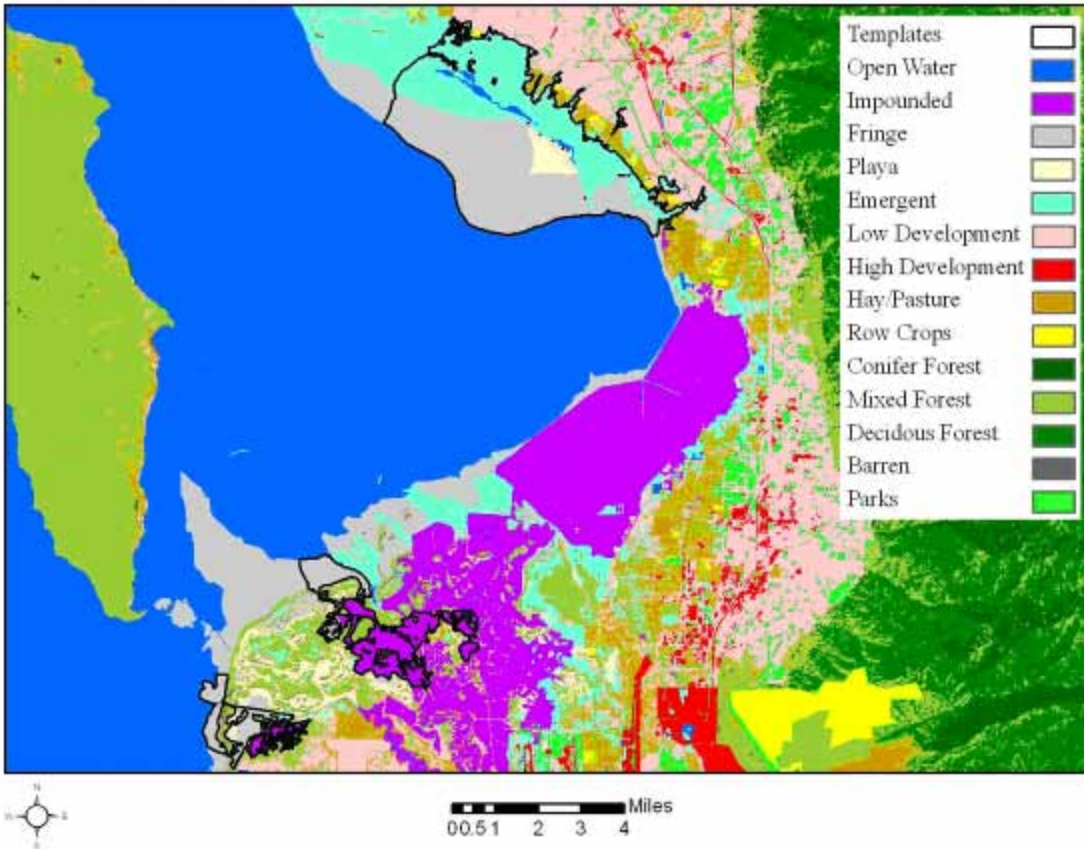 Templates
Open Water
Impounded
Fringe
Playa
Emergent
Low Development
High Development
Hay/Pasture
Row Crops
Conifer Forest
Mixed Forest
Decidous Forest
Barren
Parks
N
Miles
0 0.5 1 2 3 4